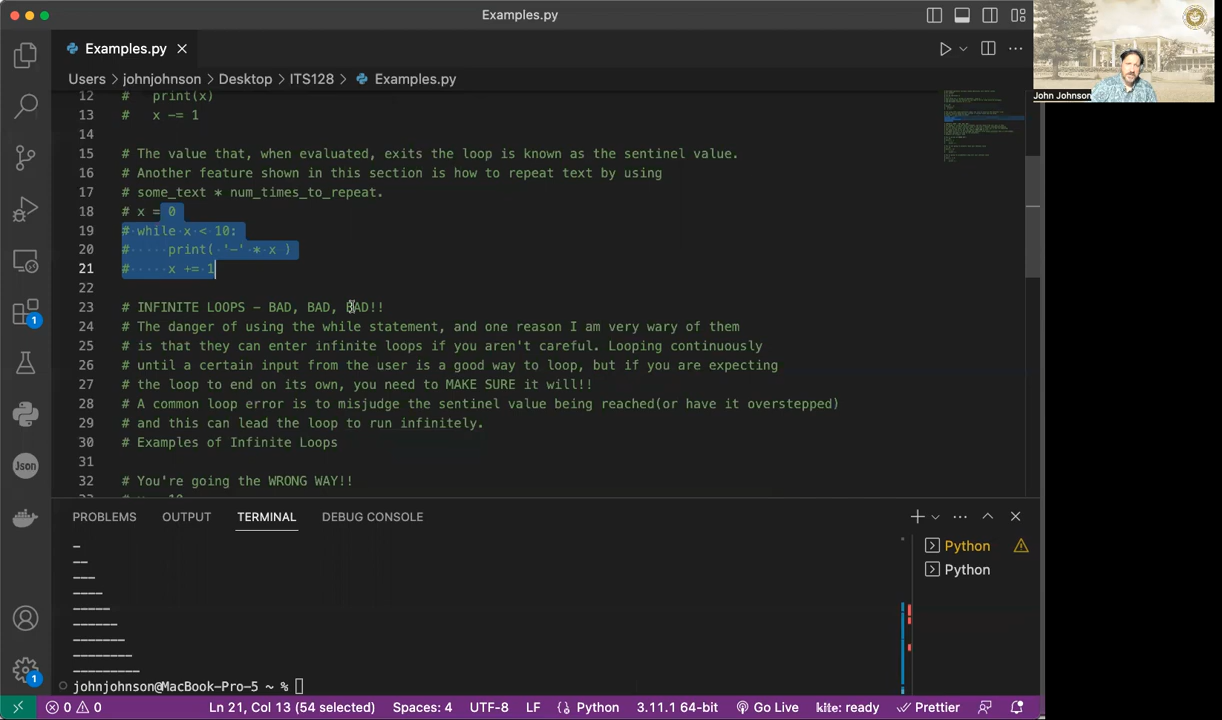 Examples.py
Examples.py
John Johnson
Users > johnjohnson > Desktop > ITS128 > Examples.py
12 # print(x)
13 # x -= 1
14
15 # The value that, when evaluated, exits the loop is known as the sentinel value.
16 # Another feature shown in this section is how to repeat text by using
17 # some_text * num_times_to_repeat.
18 # x = 0
19 # while x < 10:
20 # print( '-' * x )
21 # x += 1
22
23 # INFINITE LOOPS - BAD, BAD, BAD!!
24 # The danger of using the while statement, and one reason I am very wary of them
25 # is that they can enter infinite loops if you aren't careful. Looping continuously
26 # until a certain input from the user is a good way to loop, but if you are expecting
27 # the loop to end on its own, you need to MAKE SURE it will!!
28 # A common loop error is to misjudge the sentinel value being reached(or have it overstepped)
29 # and this can lead the loop to run infinitely.
30 # Examples of Infinite Loops
31
32 # You're going the WRONG WAY!!
1
Json
PROBLEMS OUTPUT TERMINAL DEBUG CONSOLE
-
--
---
----
-----
------
-------
--------
---------
Python
Python
johnjohnson@MacBook-Pro-5 ~ %
1
0 0 Ln 21, Col 13 (54 selected) Spaces: 4 UTF-8 LF Python 3.11.1 64-bit Go Live kite: ready Prettier